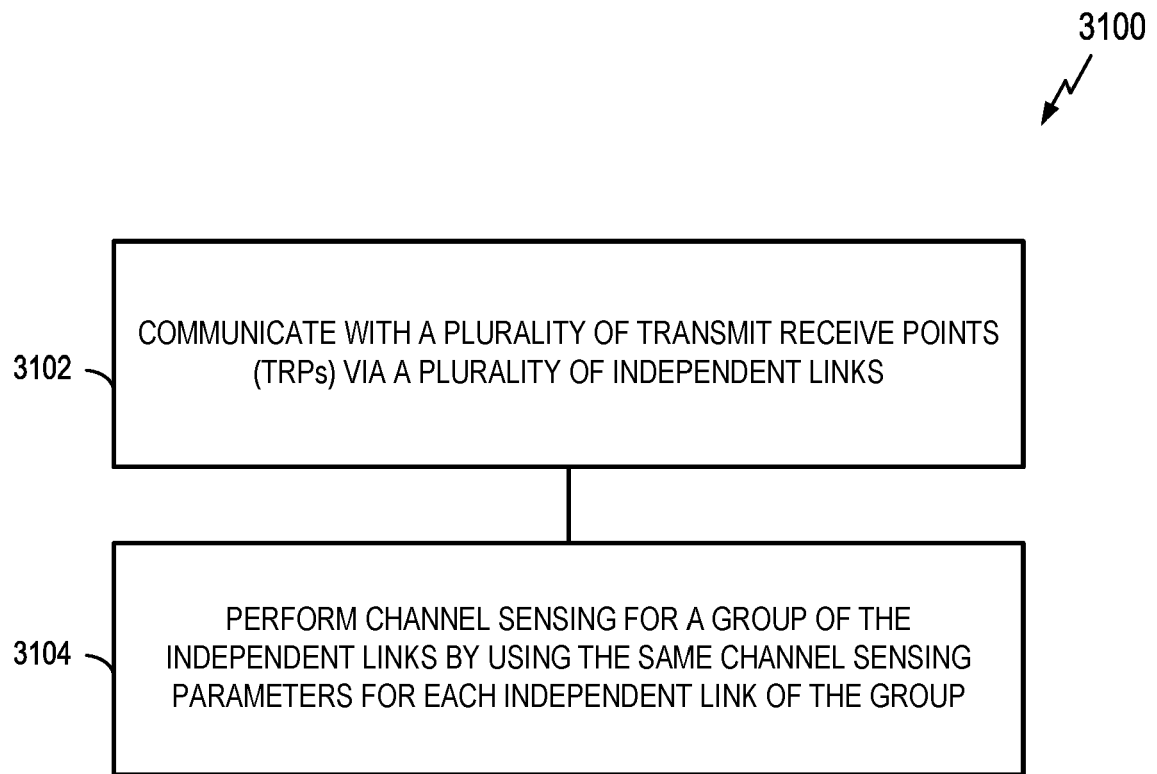 3100
COMMUNICATE WITH A PLURALITY OF TRANSMIT RECEIVE POINTS
(TRPs) VIA A PLURALITY OF INDEPENDENT LINKS
3102
PERFORM CHANNEL SENSING FOR A GROUP OF THE
INDEPENDENT LINKS BY USING THE SAME CHANNEL SENSING
PARAMETERS FOR EACH INDEPENDENT LINK OF THE GROUP
3104